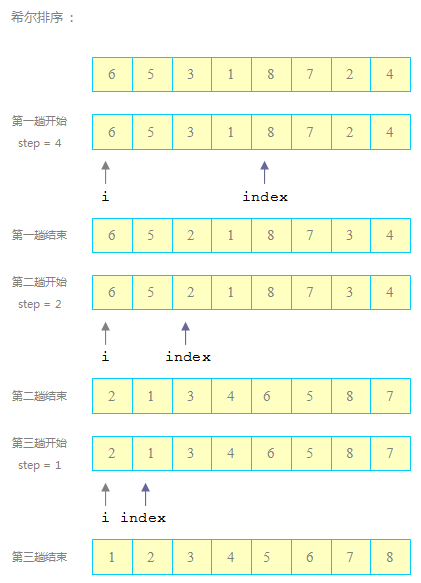 希尔排序：
6 5 3 1 8 7 2 4
第一趟开始
step = 4
6 5 3 1 8 7 2 4
i index
第一趟结束
6 5 2 1 8 7 3 4
第二趟开始
step = 2
6 5 2 1 8 7 3 4
i index
第二趟结束
2 1 3 4 6 5 8 7
第三趟开始
step = 1
2 1 3 4 6 5 8 7
i index
第三趟结束
1 2 3 4 5 6 7 8